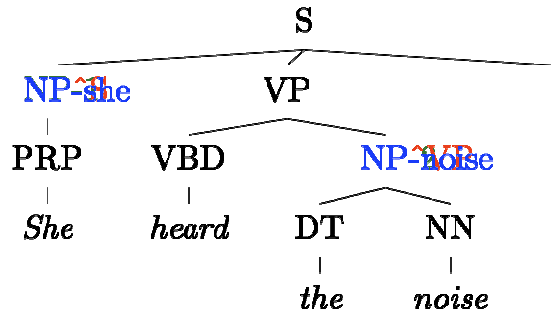 S
NP-she VP
PRP VBD NP-noise
She heard DT NN
the noise